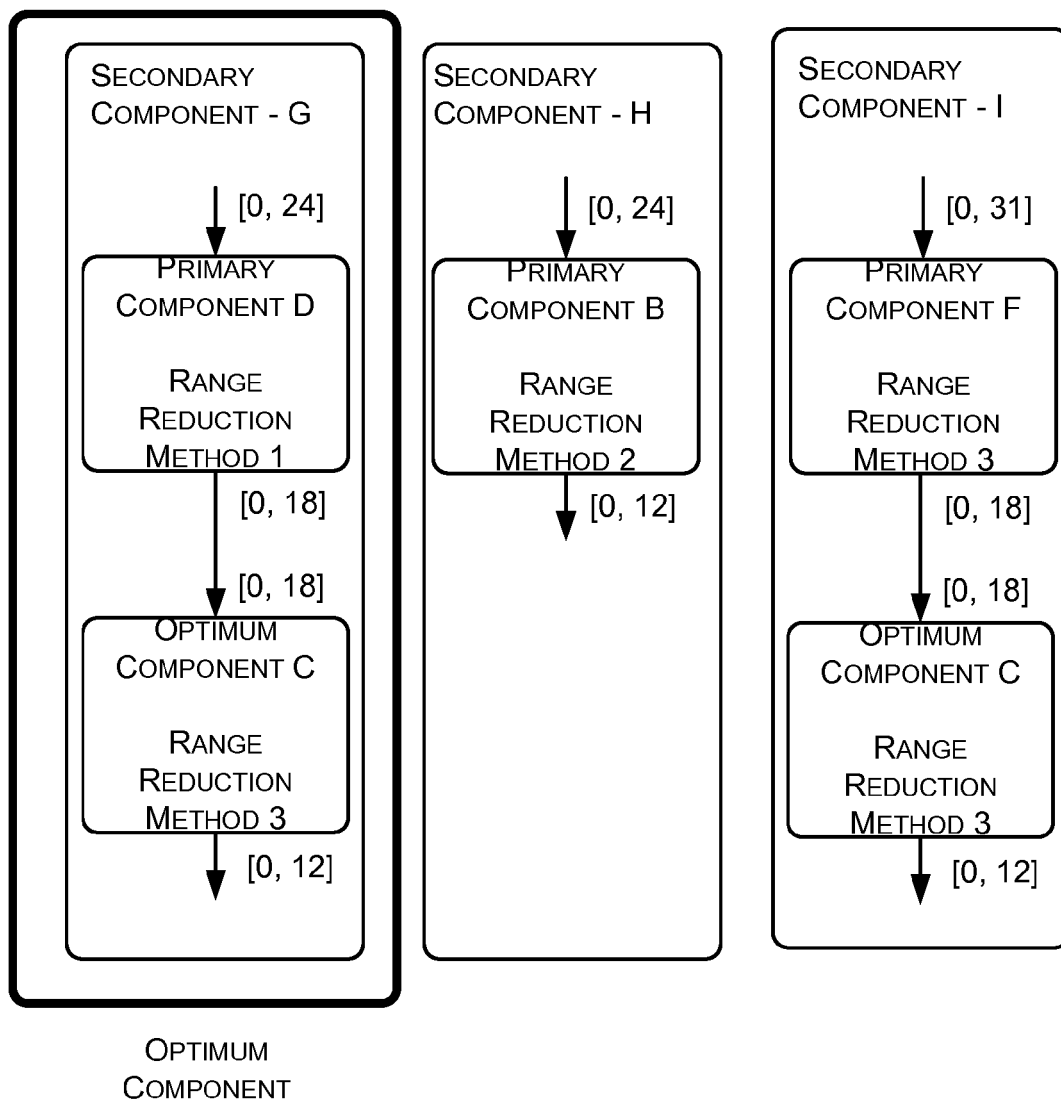 SECONDARY
COMPONENT - G
[0, 24]
PRIMARY
COMPONENT D
RANGE
REDUCTION
METHOD 1
[0, 18]
[0, 18]
OPTIMUM
COMPONENT C
RANGE
REDUCTION
METHOD 3
[0, 12]
OPTIMUM
COMPONENT
SECONDARY
COMPONENT - H
[0, 24]
PRIMARY
COMPONENT B
RANGE
REDUCTION
METHOD 2
[0, 12]
SECONDARY
COMPONENT - I
[0, 31]
PRIMARY
COMPONENT F
RANGE
REDUCTION
METHOD 3
[0, 18]
[0, 18]
OPTIMUM
COMPONENT C
RANGE
REDUCTION
METHOD 3
[0, 12]